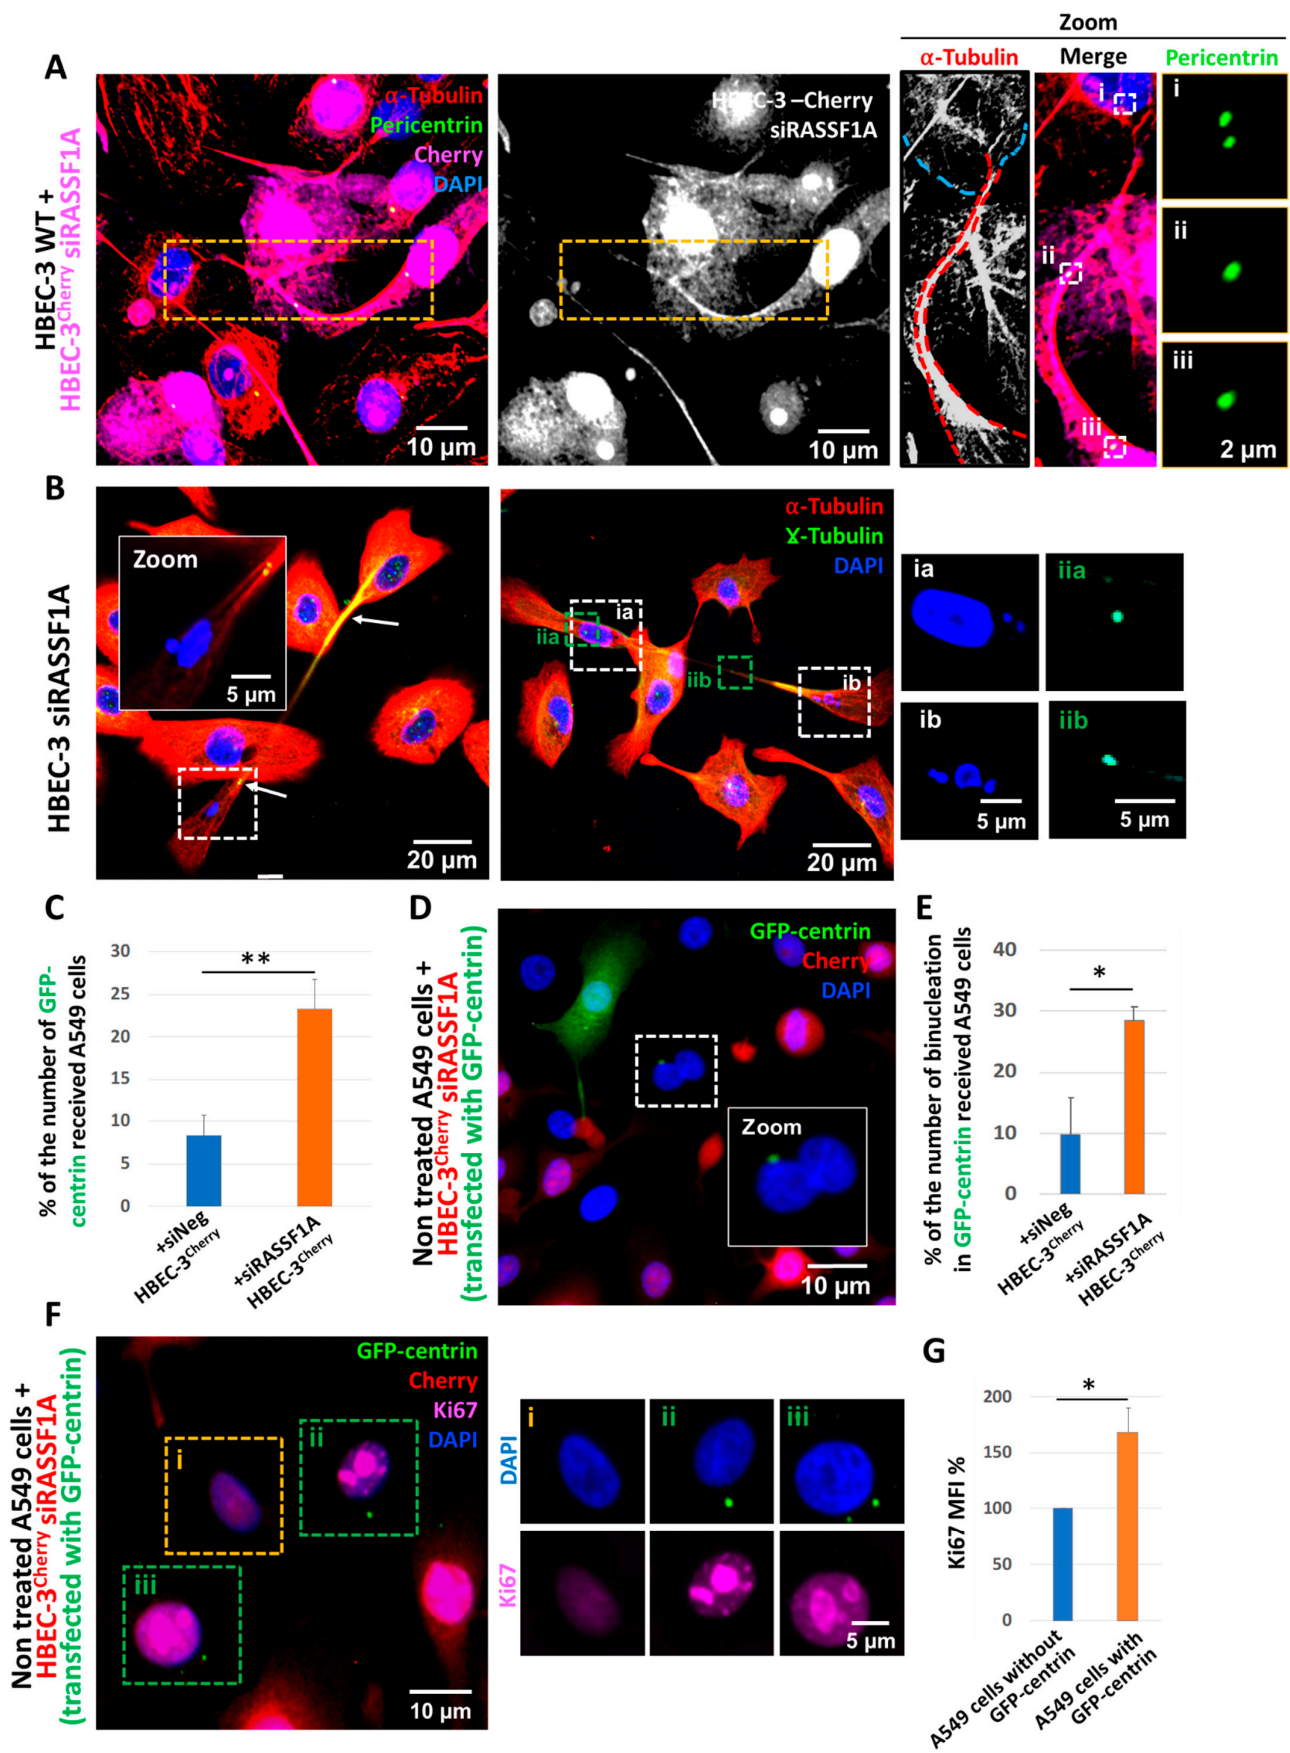 Zoom
A
α-Tubulin
Merge
Pericentrin
HBEC-3 WT +
HBEC-3Cherry siRASSF1A
α-Tubulin
Pericentrin
Cherry
DAPI
HBEC-3 –Cherry
siRASSF1A
10 µm
10 µm
i
ii
iii
i
ii
iii
2 µm
B
HBEC-3 siRASSF1A
Zoom
5 µm
20 µm
α-Tubulin
Ɣ-Tubulin
DAPI
ia
iia
iib
ib
20 µm
ia
iia
ib
iib
5 µm
5 µm
C
% of the number of GFP-
centrin received A549 cells
30
25
20
15
10
5
0
**
+siNeg
HBEC-3Cherry
+siRASSF1A
HBEC-3Cherry
D
Non treated A549 cells +
HBEC-3Cherry siRASSF1A
(transfected with GFP-centrin)
GFP-centrin
Cherry
DAPI
Zoom
10 µm
E
% of the number of binucleation
in GFP-centrin received A549 cells
40
30
20
10
0
*
+siNeg
HBEC-3Cherry
+siRASSF1A
HBEC-3Cherry
F
Non treated A549 cells +
HBEC-3Cherry siRASSF1A
(transfected with GFP-centrin)
GFP-centrin
Cherry
Ki67
DAPI
i
ii
iii
10 µm
DAPI
Ki67
i
ii
iii
5 µm
G
Ki67 MFI %
200
150
100
50
0
*
A549 cells without
GFP-centrin
A549 cells with
GFP-centrin